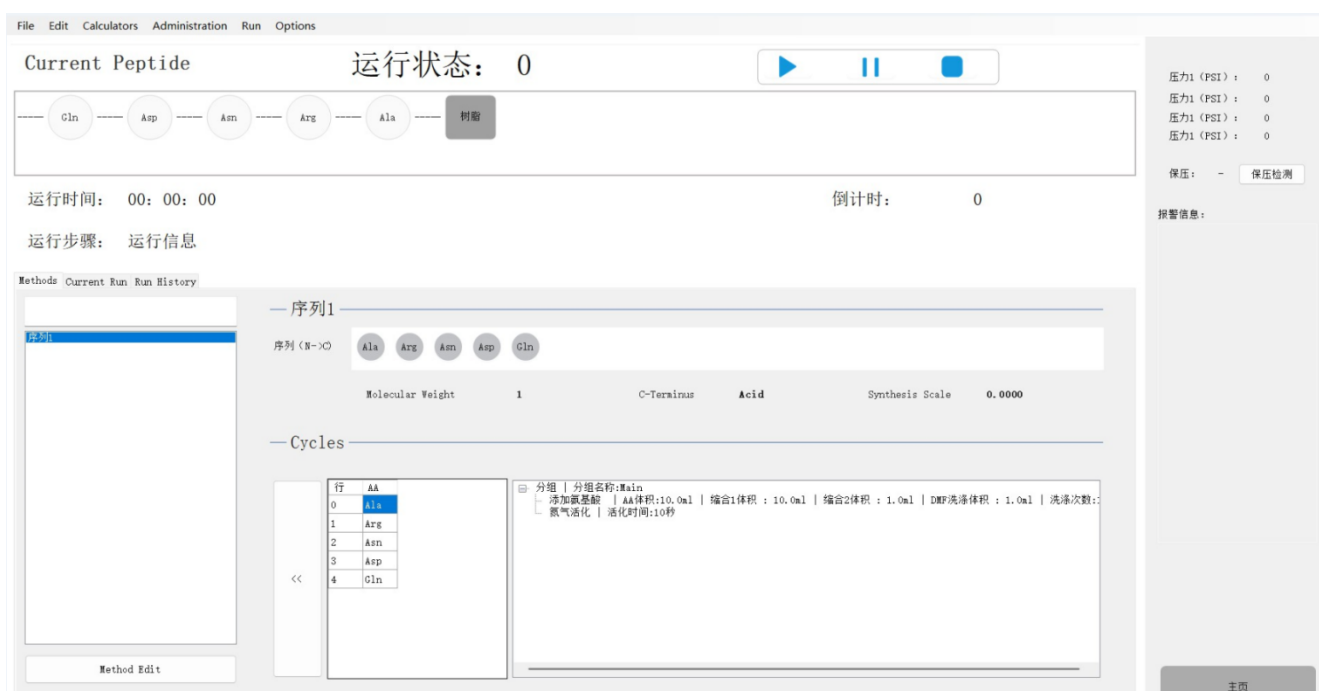 File Edit Calculators Administration Run Options
Current Peptide 运行状态： 0
Gln Asp Asn Arg Ala 树脂
运行时间： 00: 00: 00 倒计时： 0
运行步骤： 运行信息
压力1（PSI）: 0
压力1（PSI）: 0
压力1（PSI）: 0
压力1（PSI）: 0
保压： - 保压检测
报警信息：
Methods Current Run Run History
序列1
序列1
序列（N->C） Ala Arg Asn Asp Gln
Molecular Weight 1 C-Terminus Acid Synthesis Scale 0.0000
Cycles
<<
行 AA
0 Ala
1 Arg
2 Asn
3 Asp
4 Gln
分组 | 分组名称:Main
添加氨基酸 | AA体积:10.0ml | 缩合1体积 : 10.0ml | 缩合2体积 : 1.0ml | DMF洗涤体积 : 1.0ml | 洗涤次数:
氮气活化 | 活化时间:10秒
Method Edit
主页